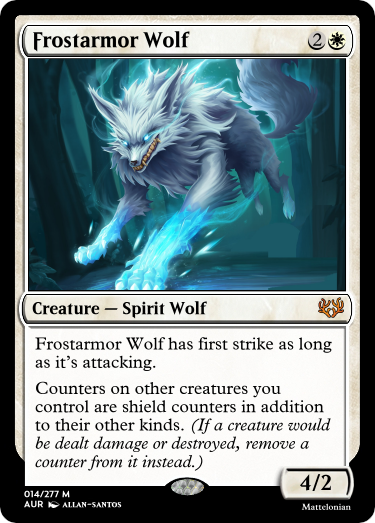 Frostarmor Wolf 2
Creature — Spirit Wolf
Frostarmor Wolf has first strike as long
as it's attacking.
Counters on other creatures you
control are shield counters in addition
to their other kinds. (If a creature would
be dealt damage or destroyed, remove a
counter from it instead.)
4/2
014/277 M
AUR ALLAN-SANTOS
Mattelonian